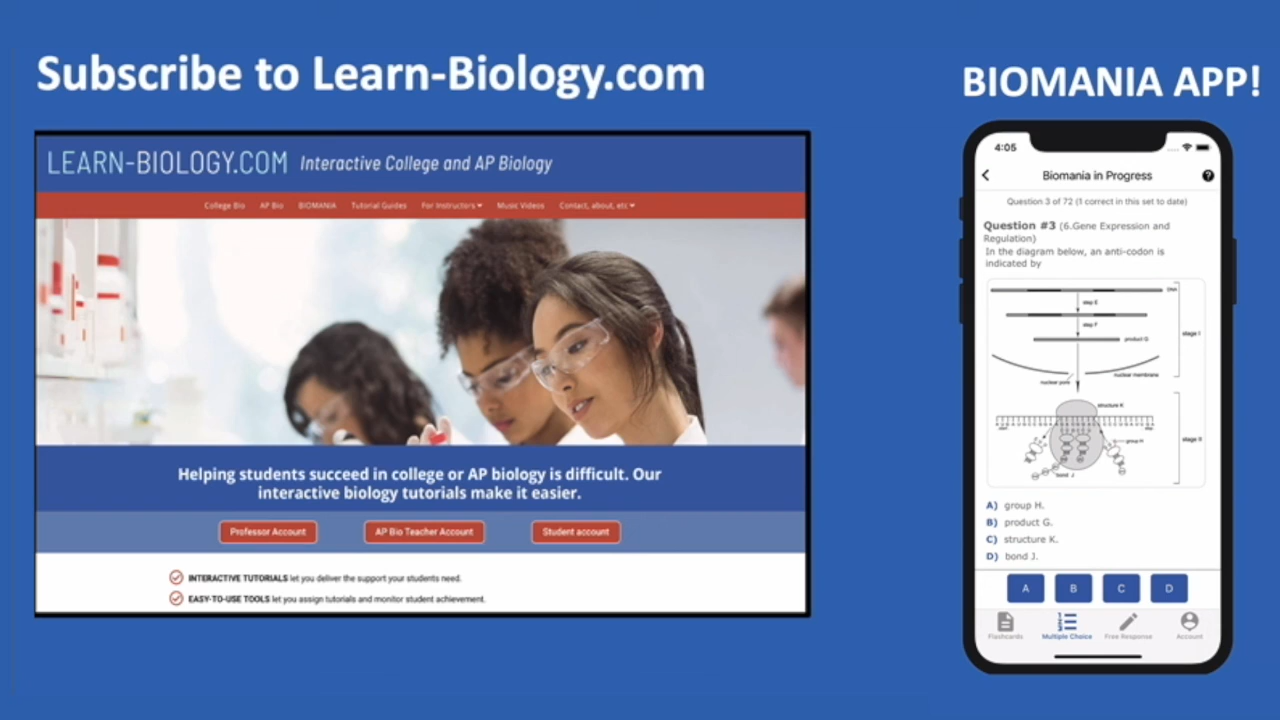 Subscribe to Learn-Biology.com
LEARN-BIOLOGY.COM Interactive College and AP Biology
College Bio AP Bio BIOMANIA Tutorial Guides For Instructors Music Videos Contact, about, etc
Helping students succeed in college or AP biology is difficult. Our
interactive biology tutorials make it easier.
Professor Account AP Bio Teacher Account Student account
INTERACTIVE TUTORIALS let you deliver the support your students need.
EASY-TO-USE TOOLS let you assign tutorials and monitor student achievement.
BIOMANIA APP!
4:05
Biomania in Progress
Question 3 of 72 (1 correct in this set to date)
Question #3 (6.Gene Expression and
Regulation)
In the diagram below, an anti-codon is
indicated by
DNA
step E
step F
product G
stage I
nuclear pore
nuclear membrane
structure K
start
stop
group H
stage II
bond J
A) group H.
B) product G.
C) structure K.
D) bond J.
A B C D
Flashcards Multiple Choice Free Response Account